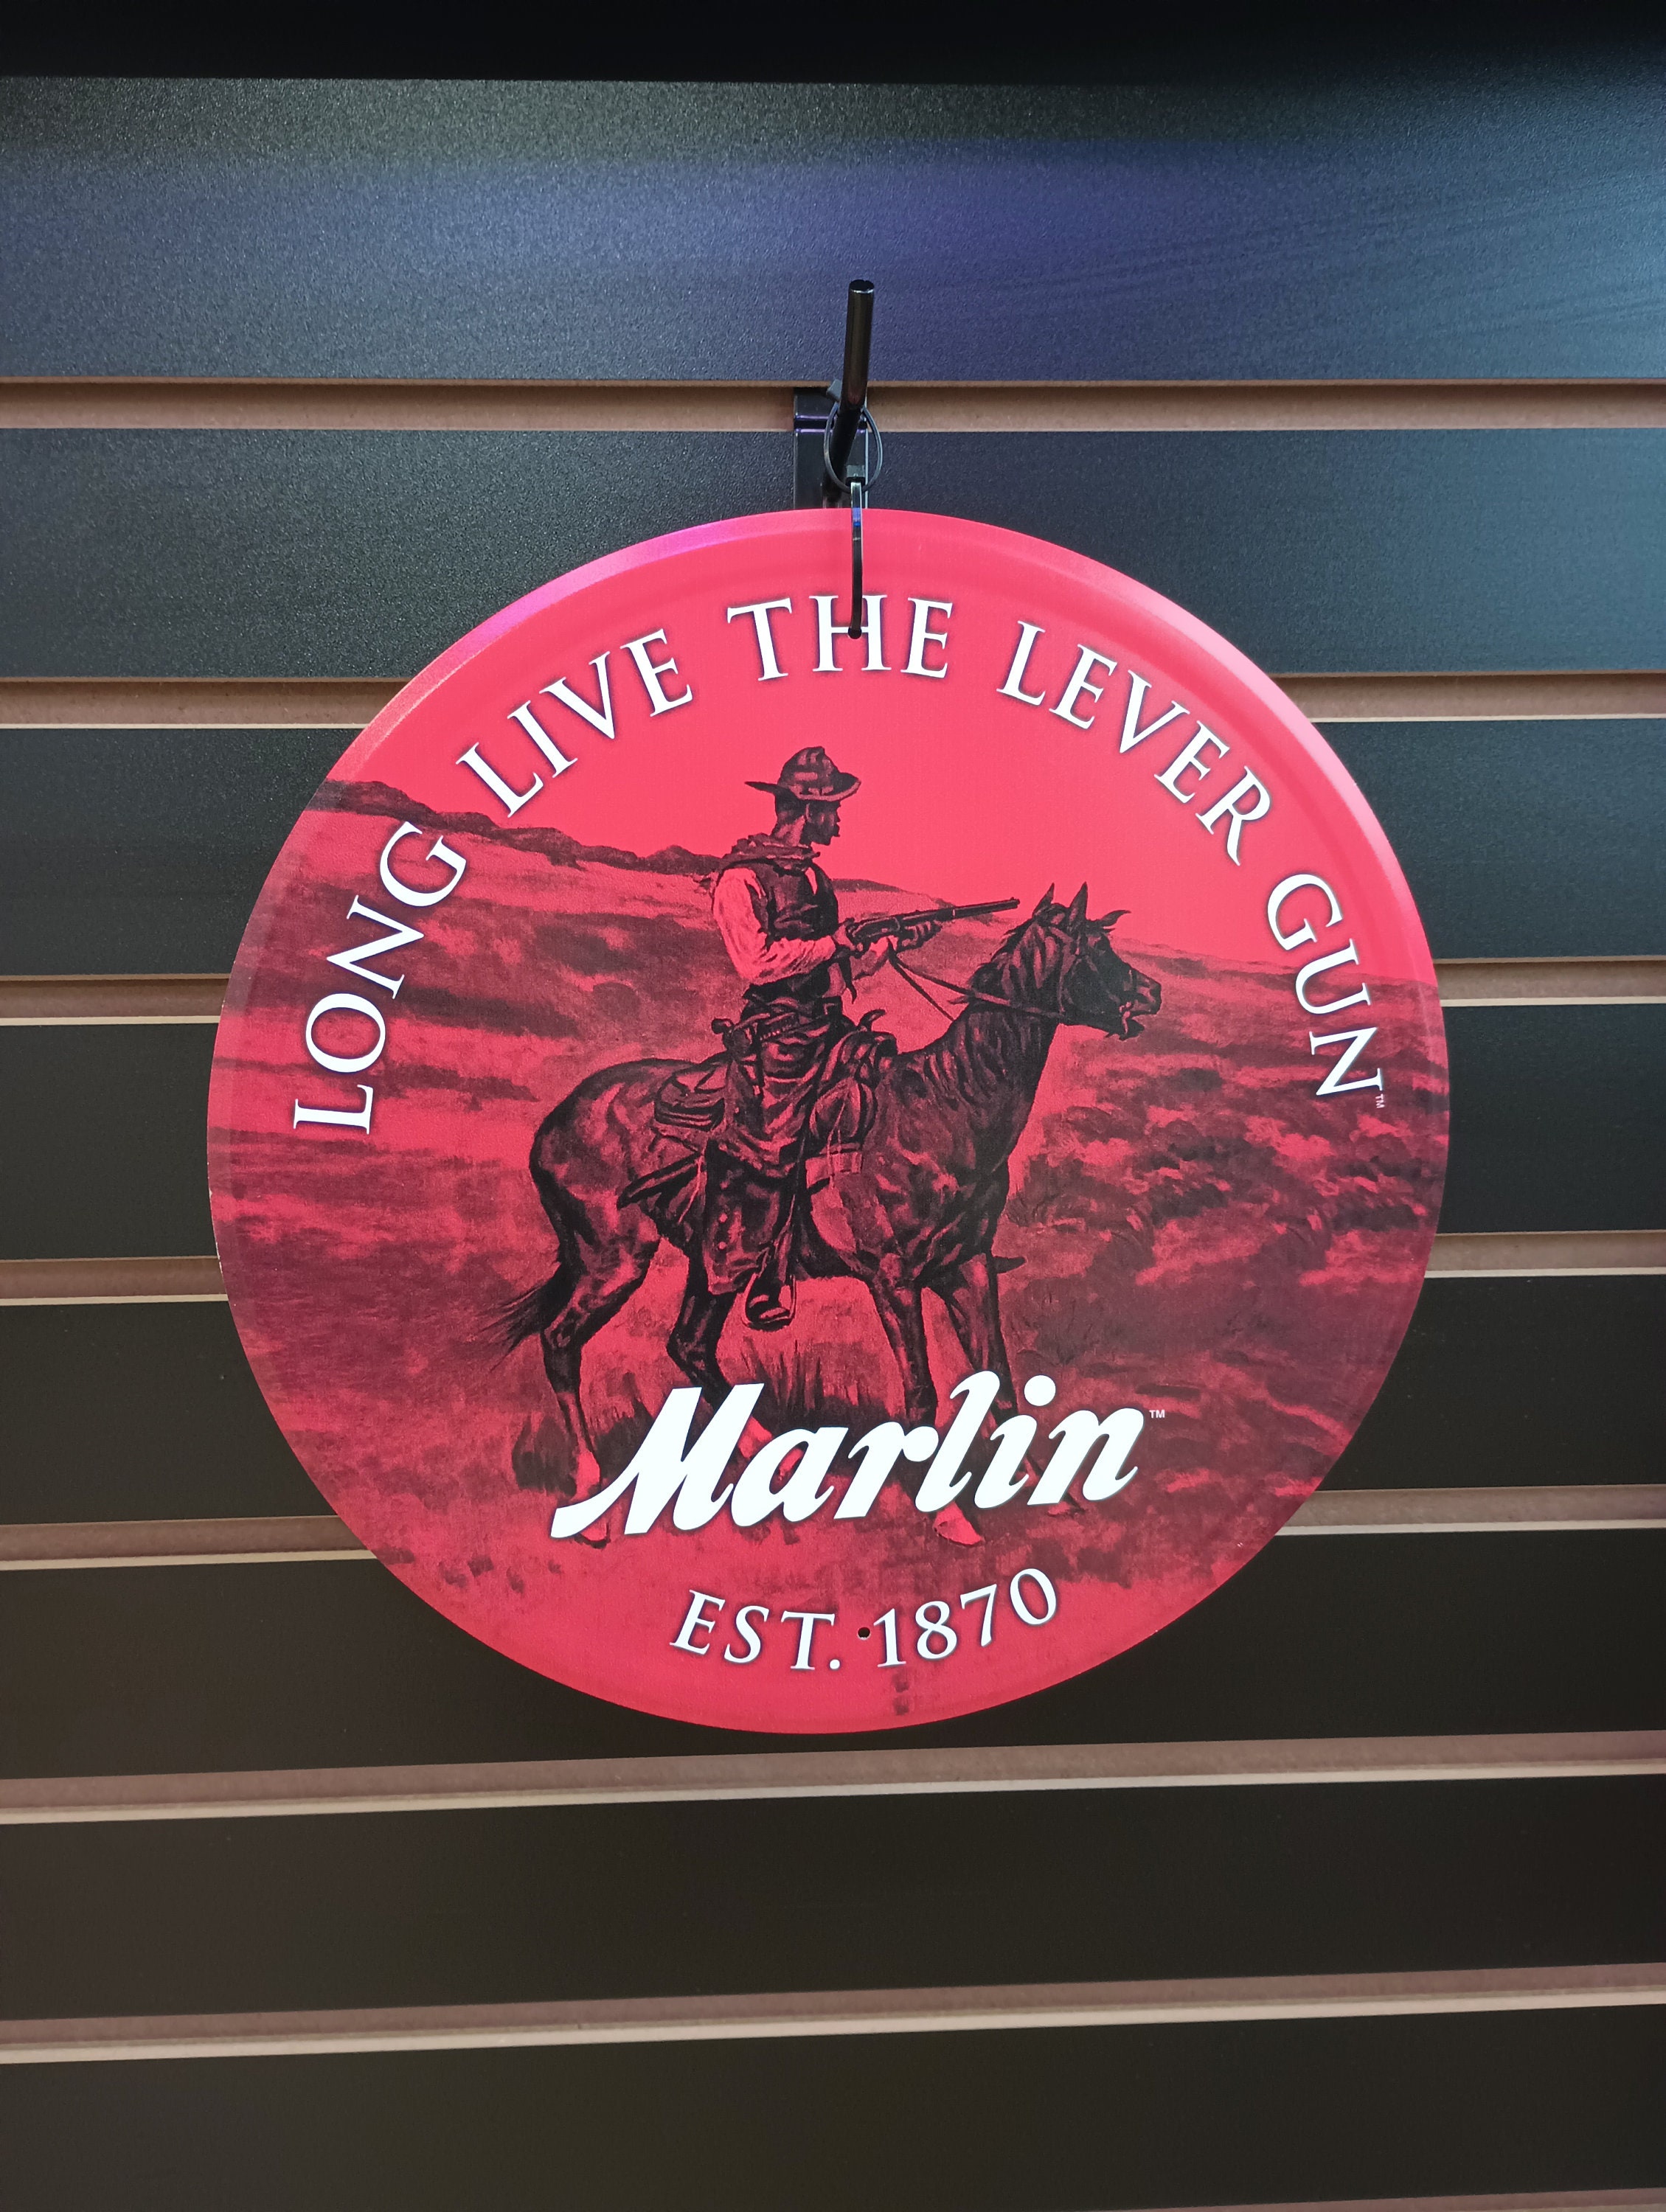 LONG LIVE THE LEVER GUN™
Marlin™
EST. 1870